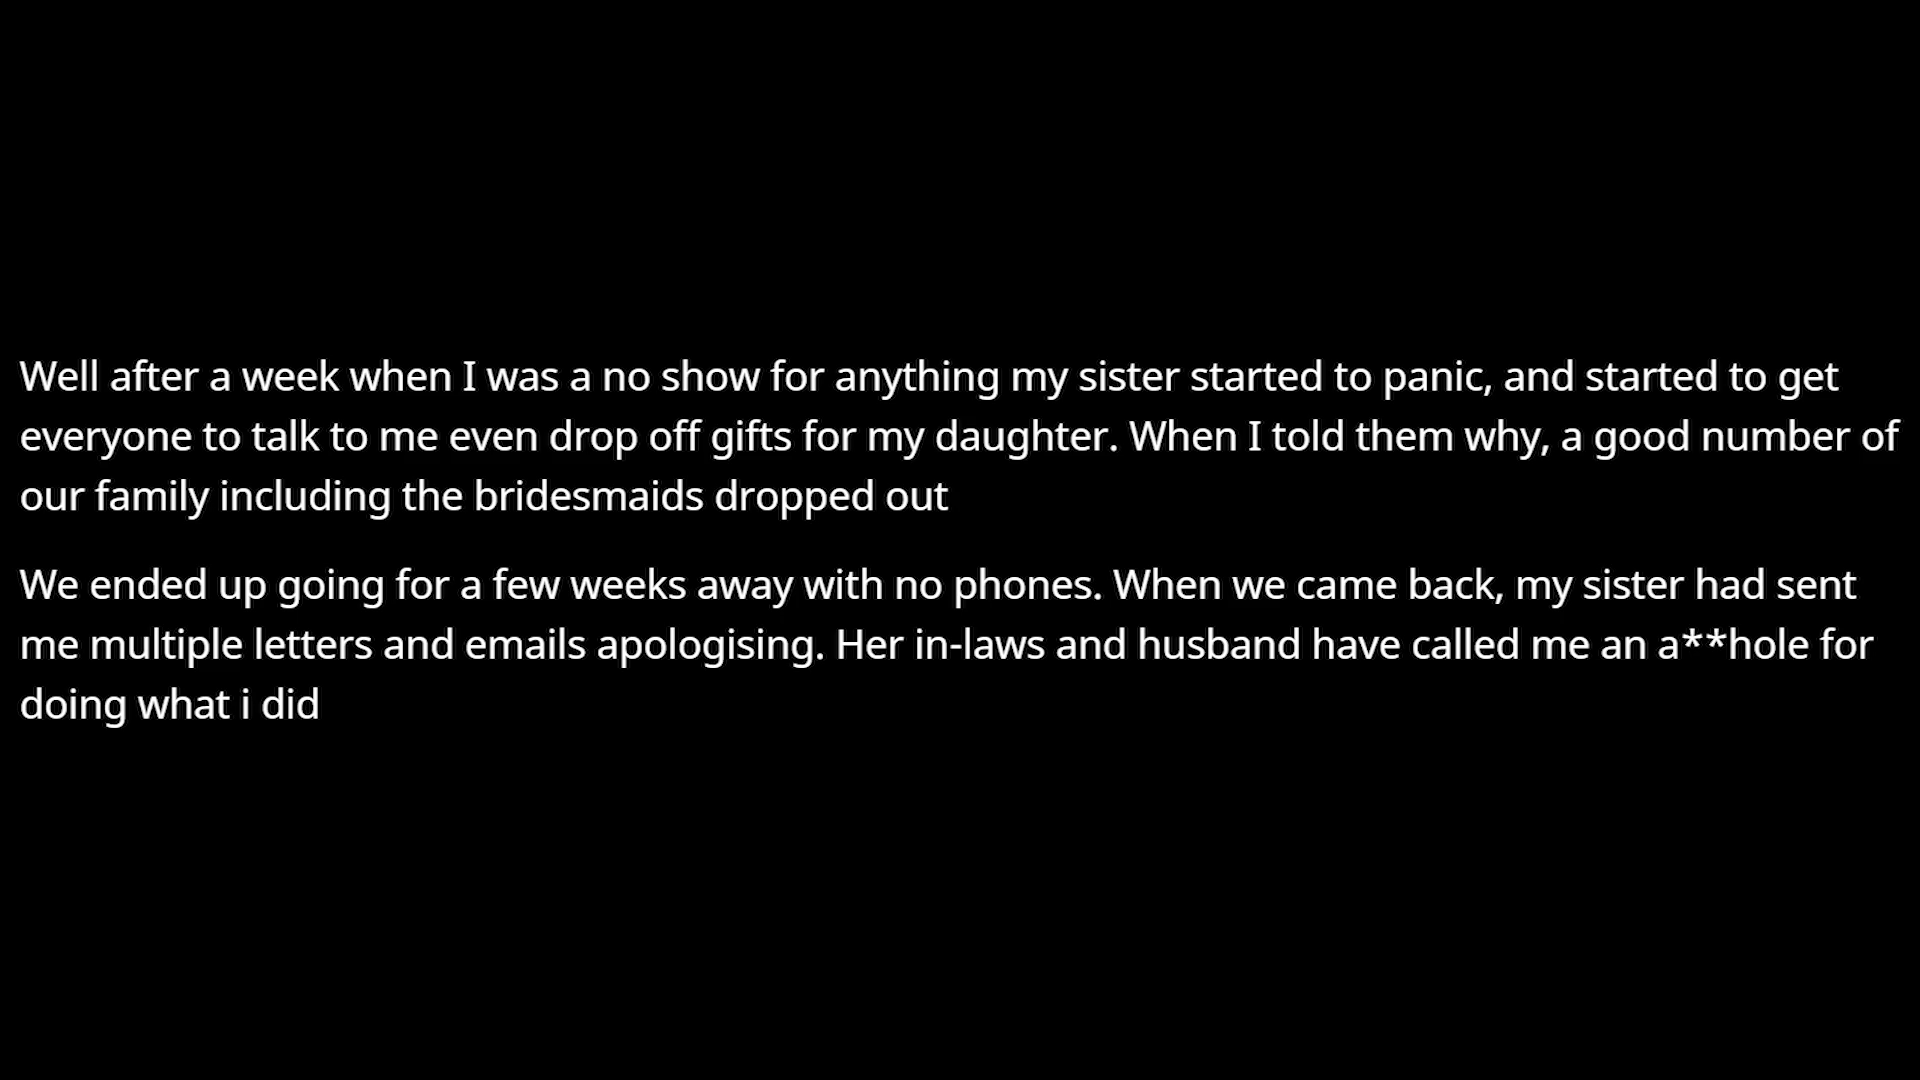 Well after a week when I was a no show for anything my sister started to panic, and started to get
everyone to talk to me even drop off gifts for my daughter. When I told them why, a good number of
our family including the bridesmaids dropped out
We ended up going for a few weeks away with no phones. When we came back, my sister had sent
me multiple letters and emails apologising. Her in-laws and husband have called me an a**hole for
doing what i did